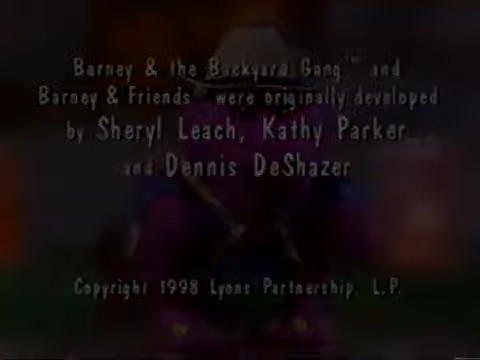 Barney & the Backyard Gang™ and
Barney & Friends were originally developed
by Sheryl Leach, Kathy Parker
and Dennis DeShazer
Copyright 1998 Lyons Partnership, L.P.